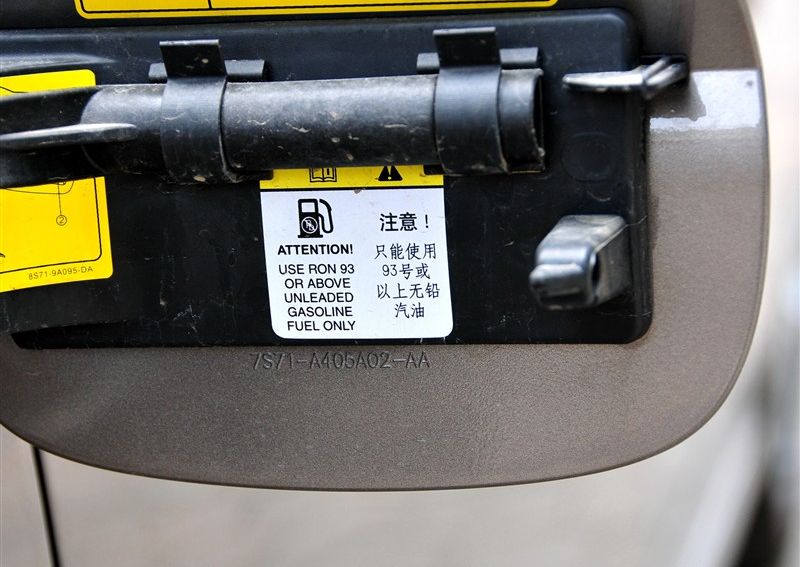 ②
8S71-9A095-DA
ATTENTION!
USE RON 93
OR ABOVE
UNLEADED
GASOLINE
FUEL ONLY
注意！
只能使用
93号或
以上无铅
汽油
7S71-A405A02-AA